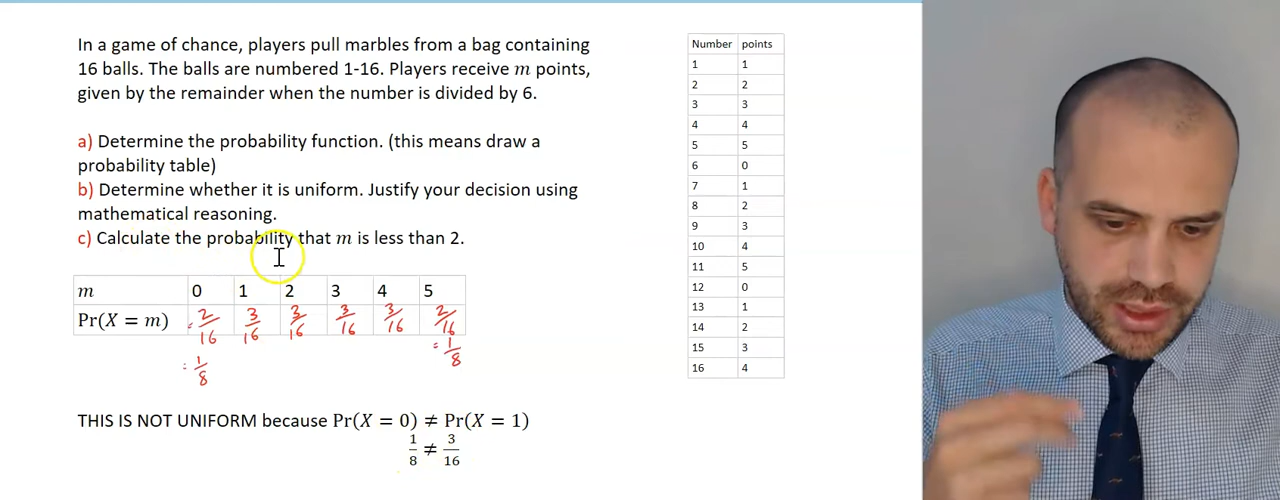 In a game of chance, players pull marbles from a bag containing
16 balls. The balls are numbered 1-16. Players receive m points,
given by the remainder when the number is divided by 6.
a) Determine the probability function. (this means draw a
probability table)
b) Determine whether it is uniform. Justify your decision using
mathematical reasoning.
c) Calculate the probability that m is less than 2.
m 0 1 2 3 4 5
Pr(X = m) = 2/16 3/16 3/16 3/16 3/16 2/16
= 1/8 = 1/8
THIS IS NOT UNIFORM because Pr(X = 0) ≠ Pr(X = 1)
1/8 ≠ 3/16
Number points
1 1
2 2
3 3
4 4
5 5
6 0
7 1
8 2
9 3
10 4
11 5
12 0
13 1
14 2
15 3
16 4